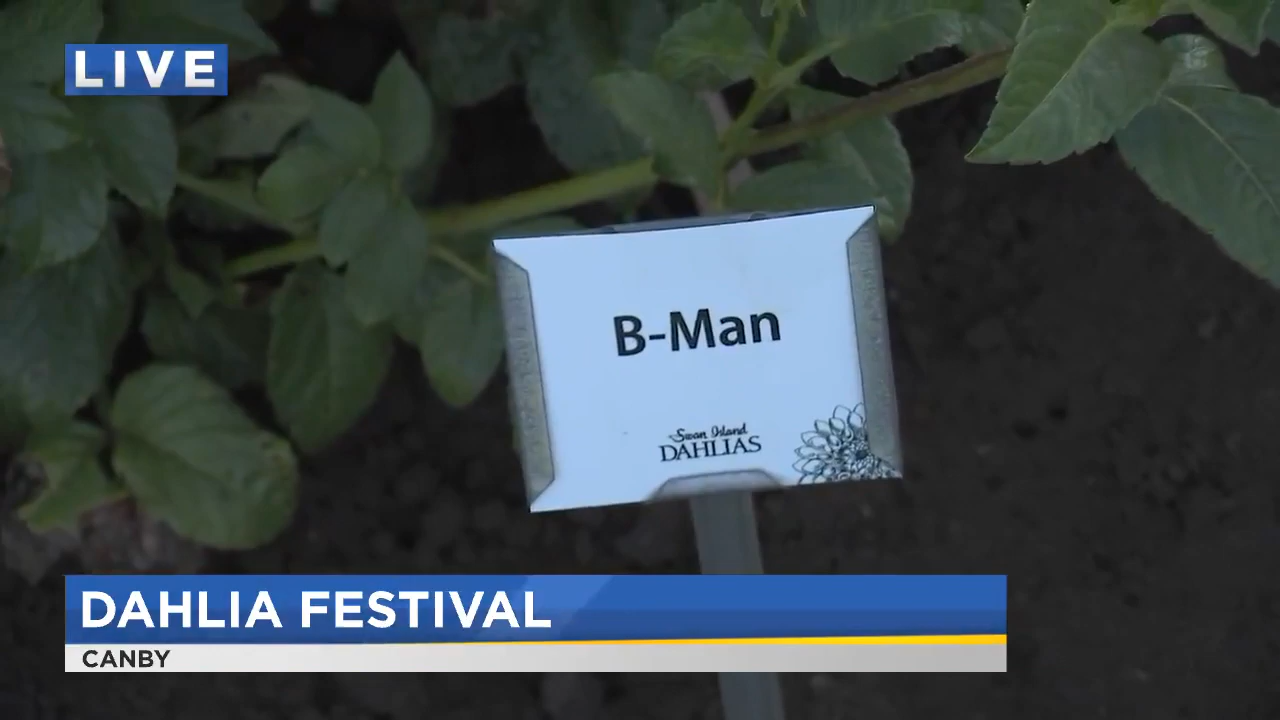 LIVE
B-Man
Swan Island
DAHLIAS
DAHLIA FESTIVAL
CANBY